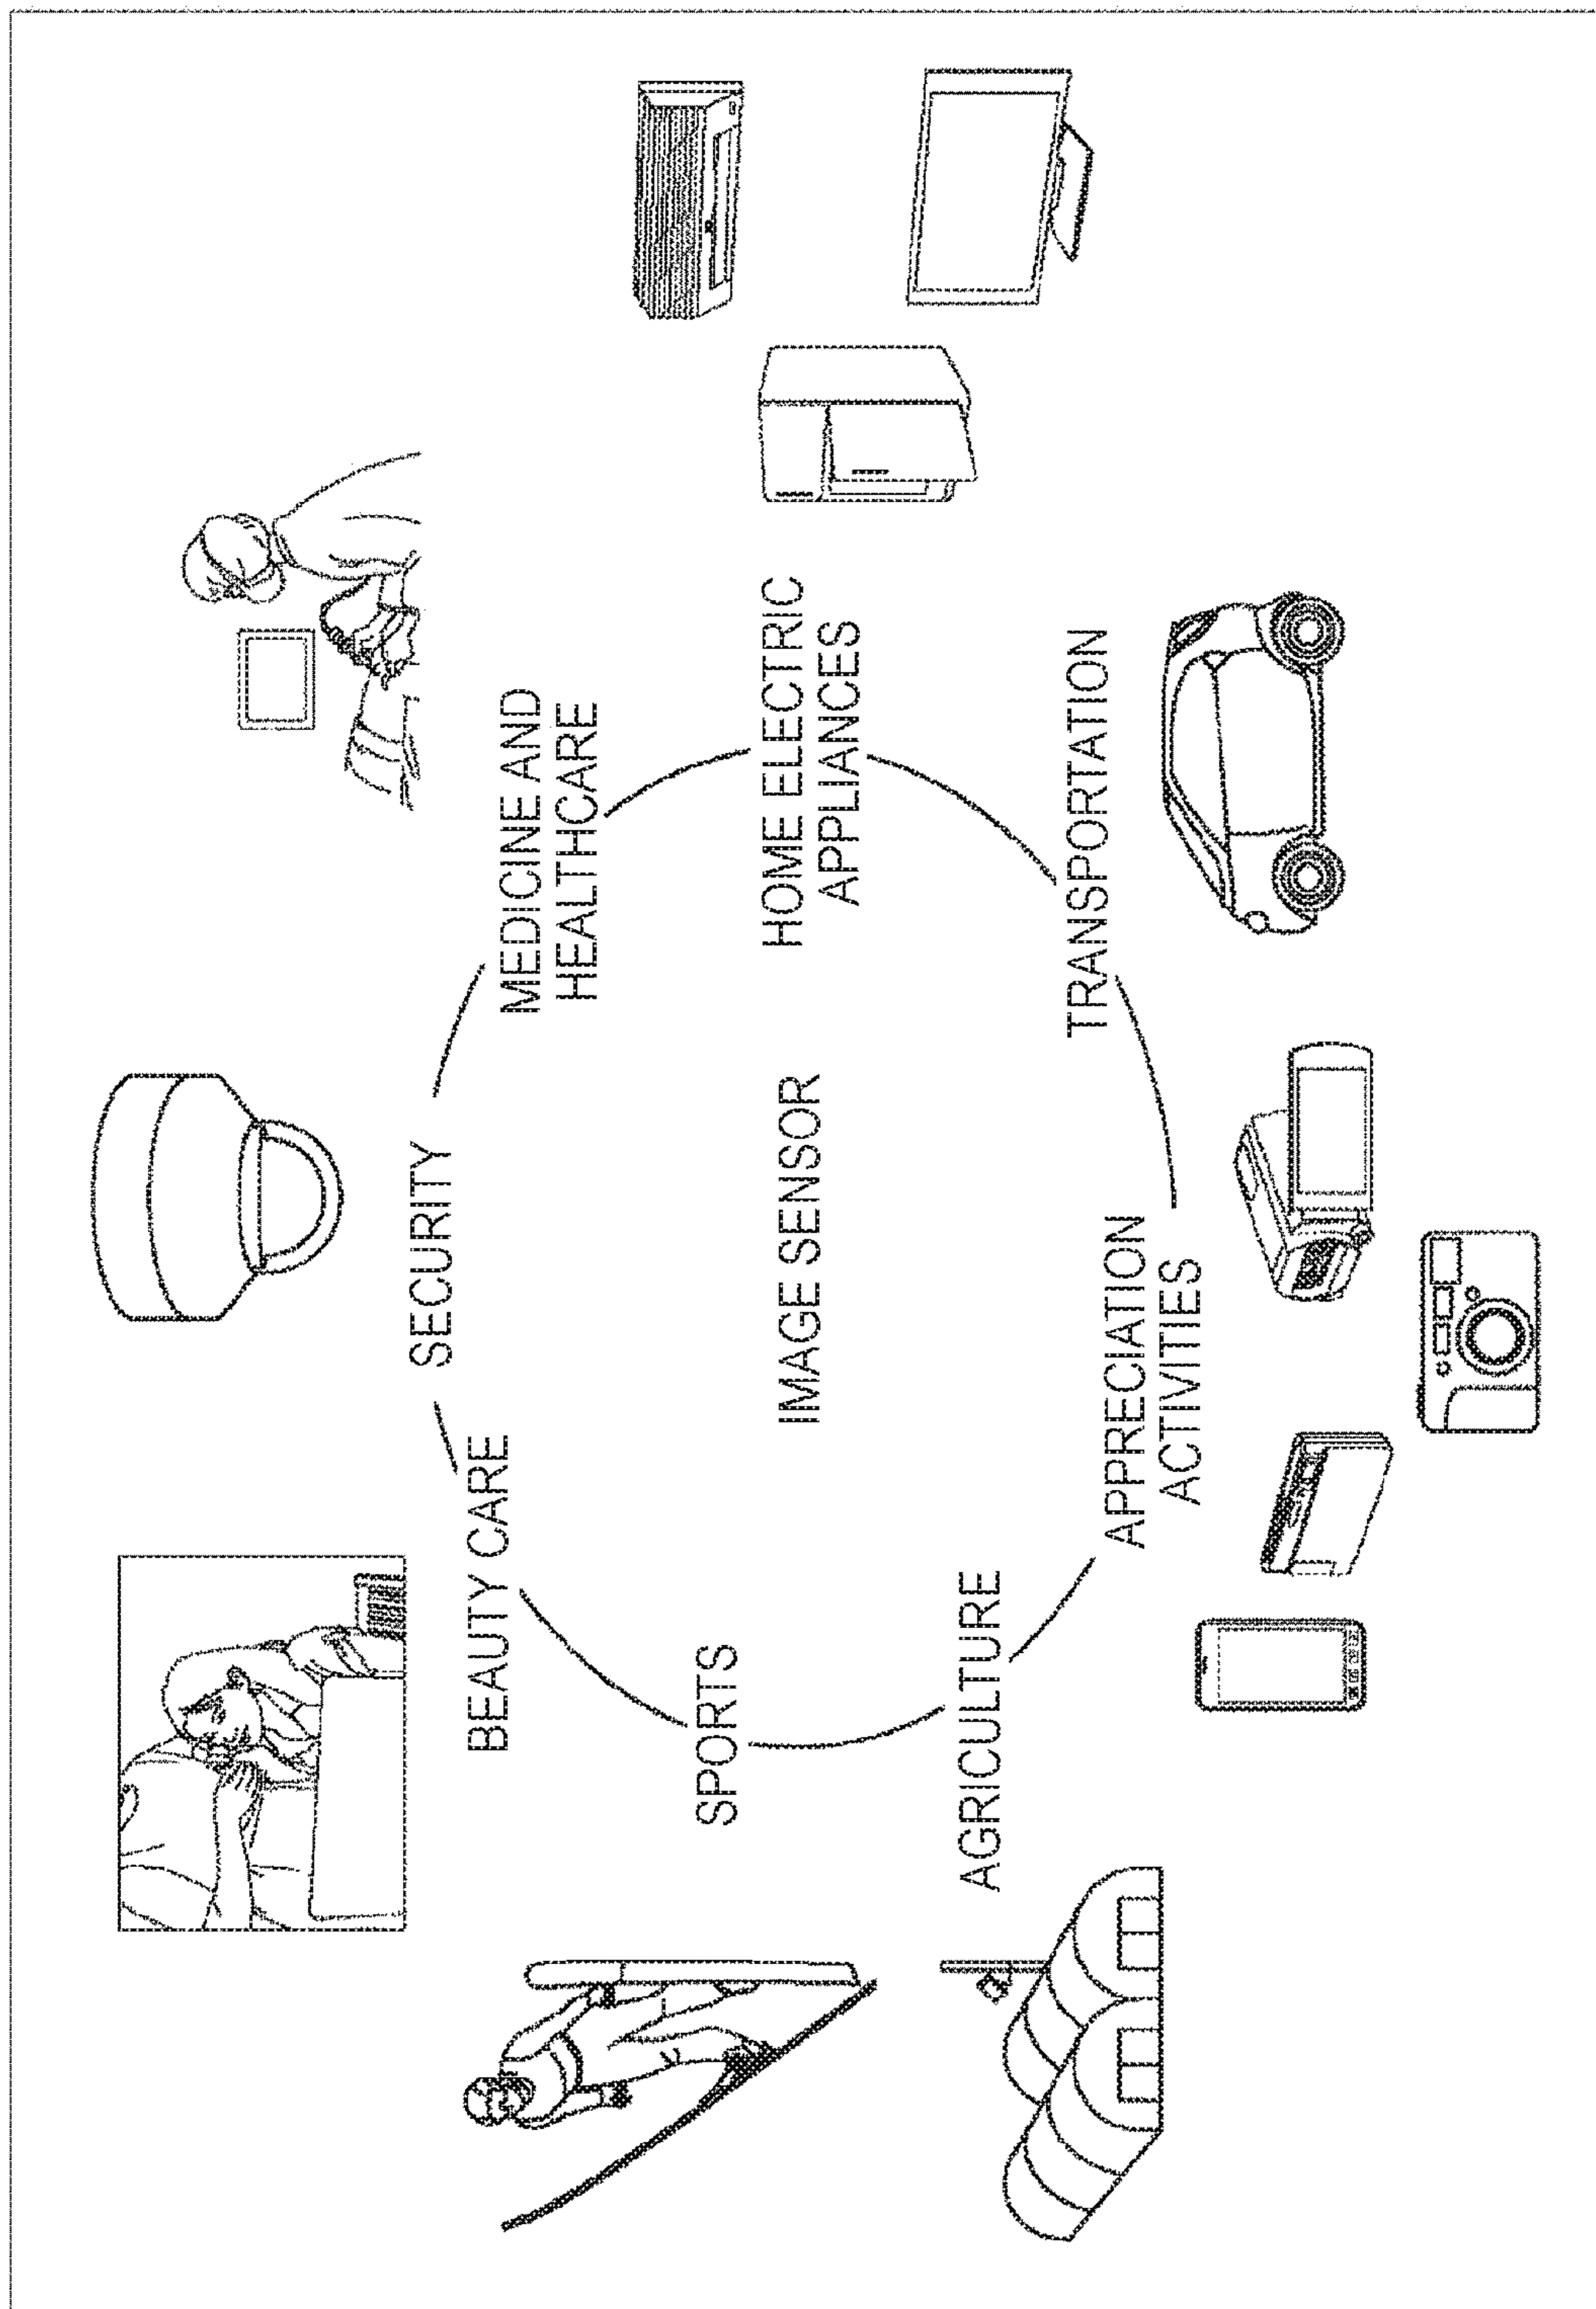 SECURITY
BEAUTY CARE
MEDICINE AND
HEALTHCARE
SPORTS
IMAGE SENSOR
HOME ELECTRIC
APPLIANCES
AGRICULTURE
TRANSPORTATION
APPRECIATION
ACTIVITIES